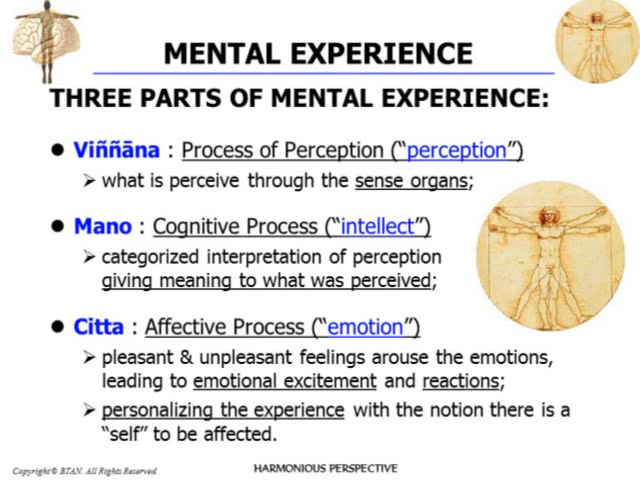 MENTAL EXPERIENCE
THREE PARTS OF MENTAL EXPERIENCE:
● Viññāna : Process of Perception ("perception")
➢ what is perceive through the sense organs;
● Mano : Cognitive Process ("intellect")
➢ categorized interpretation of perception
giving meaning to what was perceived;
● Citta : Affective Process ("emotion")
➢ pleasant & unpleasant feelings arouse the emotions,
leading to emotional excitement and reactions;
➢ personalizing the experience with the notion there is a
"self" to be affected.
Copyright © BTAN. All Rights Reserved
HARMONIOUS PERSPECTIVE